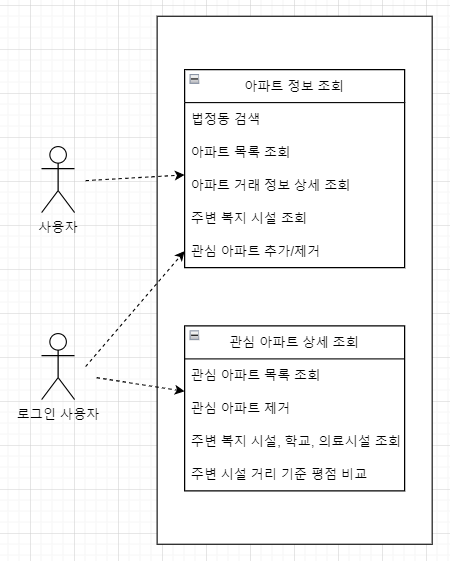 아파트 정보 조회
법정동 검색
아파트 목록 조회
아파트 거래 정보 상세 조회
주변 복지 시설 조회
관심 아파트 추가/제거
사용자
관심 아파트 상세 조회
관심 아파트 목록 조회
관심 아파트 제거
주변 복지 시설, 학교, 의료시설 조회
주변 시설 거리 기준 평점 비교
로그인 사용자